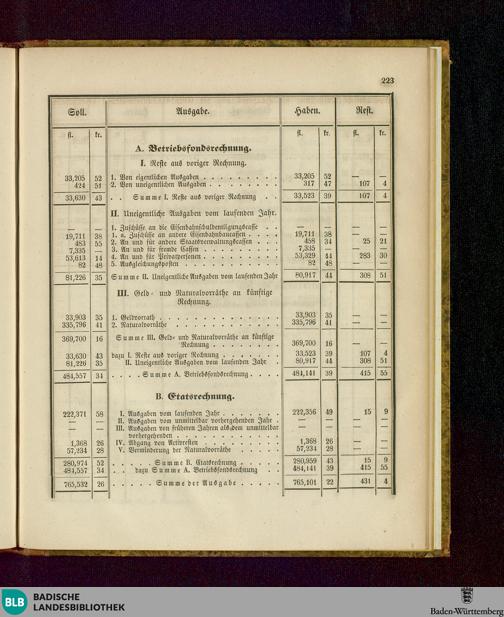 223
Soll. Ausgabe. Haben. Rest.
fl. kr. fl. kr. fl. kr.
A. Betriebsfondsrechnung.
I. Reste aus voriger Rechnung.
33,205 52 1. Von eigentlichen Ausgaben 33,205 52 — —
424 51 2. Von uneigentlichen Ausgaben 317 47 107 4
33,630 43 Summe I. Reste aus voriger Rechnung 33,523 39 107 4
II. Uneigentliche Ausgaben vom laufenden Jahr.
— — 1. Zuschüsse an die Eisenbahnschuldentilgungskasse — — — —
19,711 38 1. a. Zuschüsse an andere Eisenbahnbaucassen 19,711 38 — —
483 55 2. An und für andere Staatsverwaltungskassen 458 34 25 21
7,335 — 3. An und für fremde Cassen 7,335 — — —
53,613 14 4. An und für Privatpersonen 53,329 44 283 30
82 48 5. Ausgleichungsposten 82 48 — —
81,226 35 Summe II. Uneigentliche Ausgaben vom laufenden Jahr 80,917 44 308 51
III. Geld- und Naturalvorräthe an künftige
Rechnung.
33,903 35 1. Geldvorrath 33,903 35 — —
335,796 41 2. Naturalvorräthe 335,796 41 — —
369,700 16 Summe III. Geld- und Naturalvorräthe an künftige
Rechnung 369,700 16 — —
33,630 43 dazu I. Reste aus voriger Rechnung 33,523 39 107 4
81,226 35 II. Uneigentliche Ausgaben vom laufenden Jahr 80,917 44 308 51
484,557 34 Summe A. Betriebsfondsrechnung 484,141 39 415 55
B. Etatsrechnung.
222,371 58 I. Ausgaben vom laufenden Jahr 222,356 49 15 9
— — II. Ausgaben vom unmittelbar vorhergehenden Jahr — — — —
— — III. Ausgaben von früheren Jahren als dem unmittelbar
vorhergehenden — — — —
1,368 26 IV. Abgang von Activresten 1,368 26 — —
57,234 28 V. Verminderung der Naturalvorräthe 57,234 28 — —
280,974 52 Summe B. Etatsrechnung 280,959 43 15 9
484,557 34 dazu Summe A. Betriebsfondsrechnung 484,141 39 415 55
765,532 26 Summe der Ausgabe 765,101 22 431 4
BLB BADISCHE
LANDESBIBLIOTHEK
Baden-Württemberg